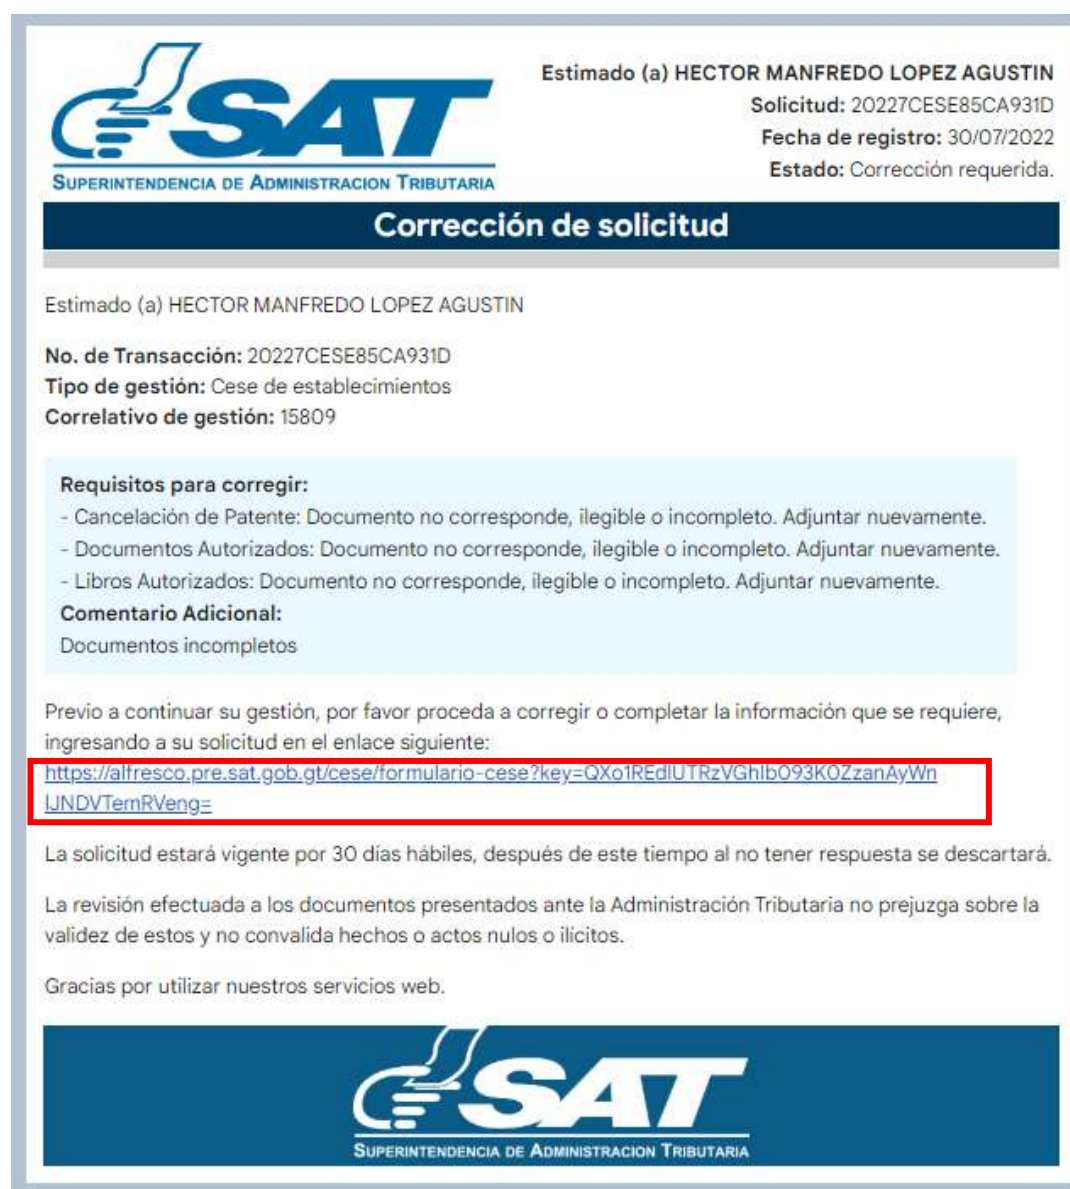 SAT
SUPERINTENDENCIA DE ADMINISTRACION TRIBUTARIA
Estimado (a) HECTOR MANFREDO LOPEZ AGUSTIN
Solicitud: 20227CESE85CA931D
Fecha de registro: 30/07/2022
Estado: Corrección requerida.
Corrección de solicitud
Estimado (a) HECTOR MANFREDO LOPEZ AGUSTIN
No. de Transacción: 20227CESE85CA931D
Tipo de gestión: Cese de establecimientos
Correlativo de gestión: 15809
Requisitos para corregir:
- Cancelación de Patente: Documento no corresponde, ilegible o incompleto. Adjuntar nuevamente.
- Documentos Autorizados: Documento no corresponde, ilegible o incompleto. Adjuntar nuevamente.
- Libros Autorizados: Documento no corresponde, ilegible o incompleto. Adjuntar nuevamente.
Comentario Adicional:
Documentos incompletos
Previo a continuar su gestión, por favor proceda a corregir o completar la información que se requiere,
ingresando a su solicitud en el enlace siguiente:
https://alfresco.pre.sat.gob.gt/cese/formulario-cese?key=QXo1REdlUTRzVGhIbO93K0ZzanAyWn
lJNDVTemRVeng=
La solicitud estará vigente por 30 días hábiles, después de este tiempo al no tener respuesta se descartará.
La revisión efectuada a los documentos presentados ante la Administración Tributaria no prejuzga sobre la
validez de estos y no convalida hechos o actos nulos o ilícitos.
Gracias por utilizar nuestros servicios web.
SAT
SUPERINTENDENCIA DE ADMINISTRACION TRIBUTARIA